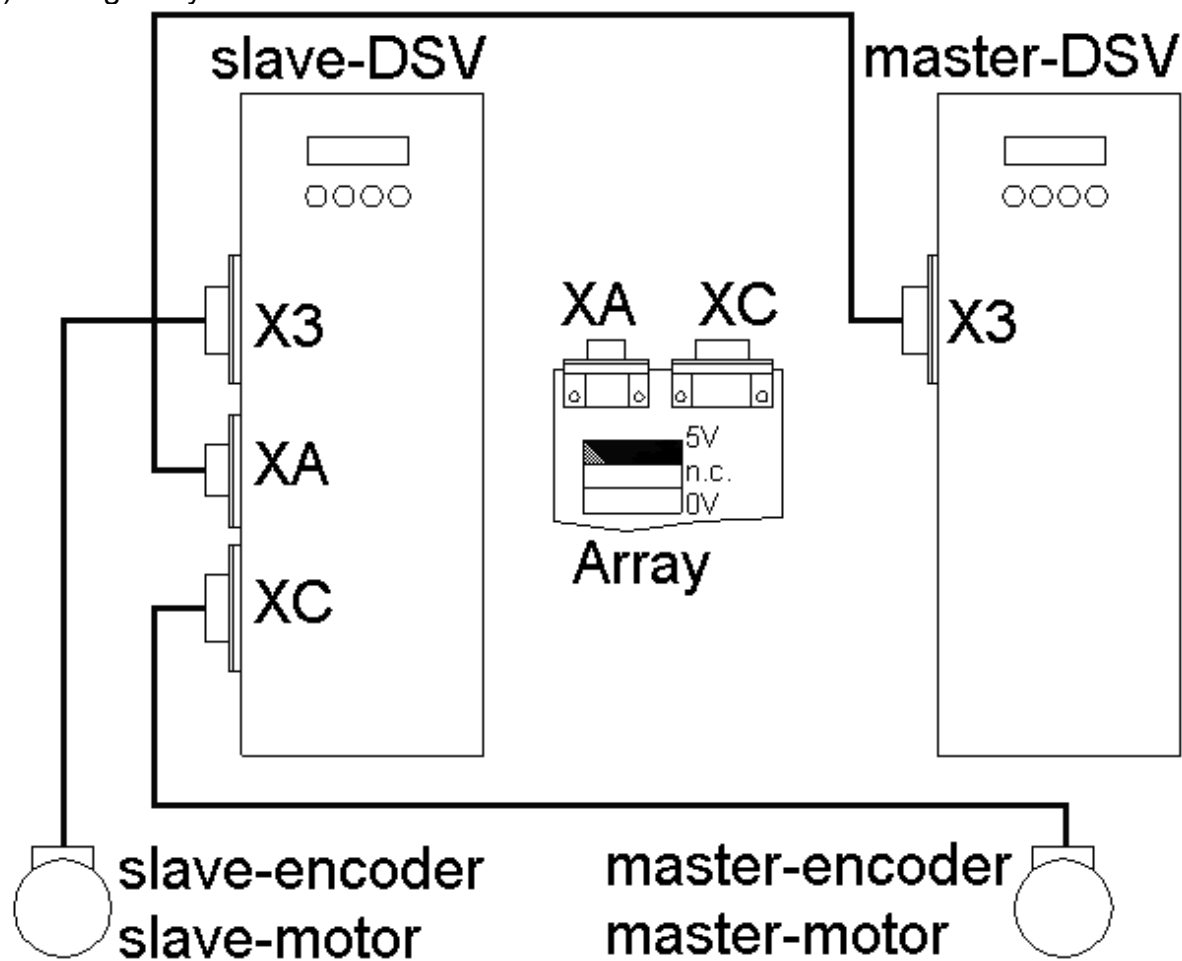 slave-DSV
master-DSV
X3
XA
XC
XA XC
5V
n.c.
0V
Array
X3
slave-encoder
slave-motor
master-encoder
master-motor